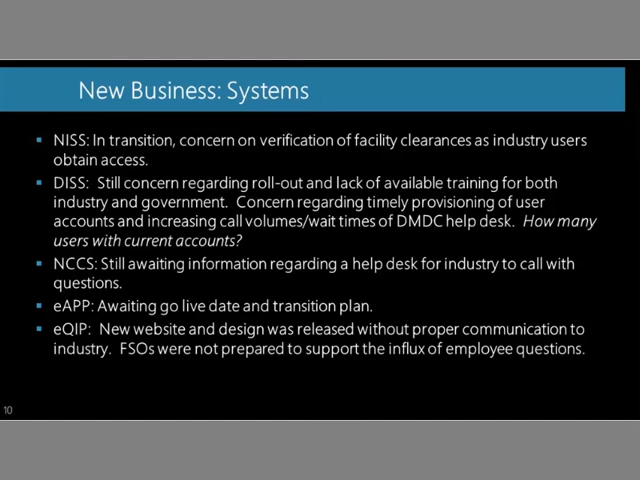 New Business: Systems
NISS: In transition, concern on verification of facility clearances as industry users
obtain access.
DISS: Still concern regarding roll-out and lack of available training for both
industry and government. Concern regarding timely provisioning of user
accounts and increasing call volumes/wait times of DMDC help desk. How many
users with current accounts?
NCCS: Still awaiting information regarding a help desk for industry to call with
questions.
eAPP: Awaiting go live date and transition plan.
eQIP: New website and design was released without proper communication to
industry. FSOs were not prepared to support the influx of employee questions.
10